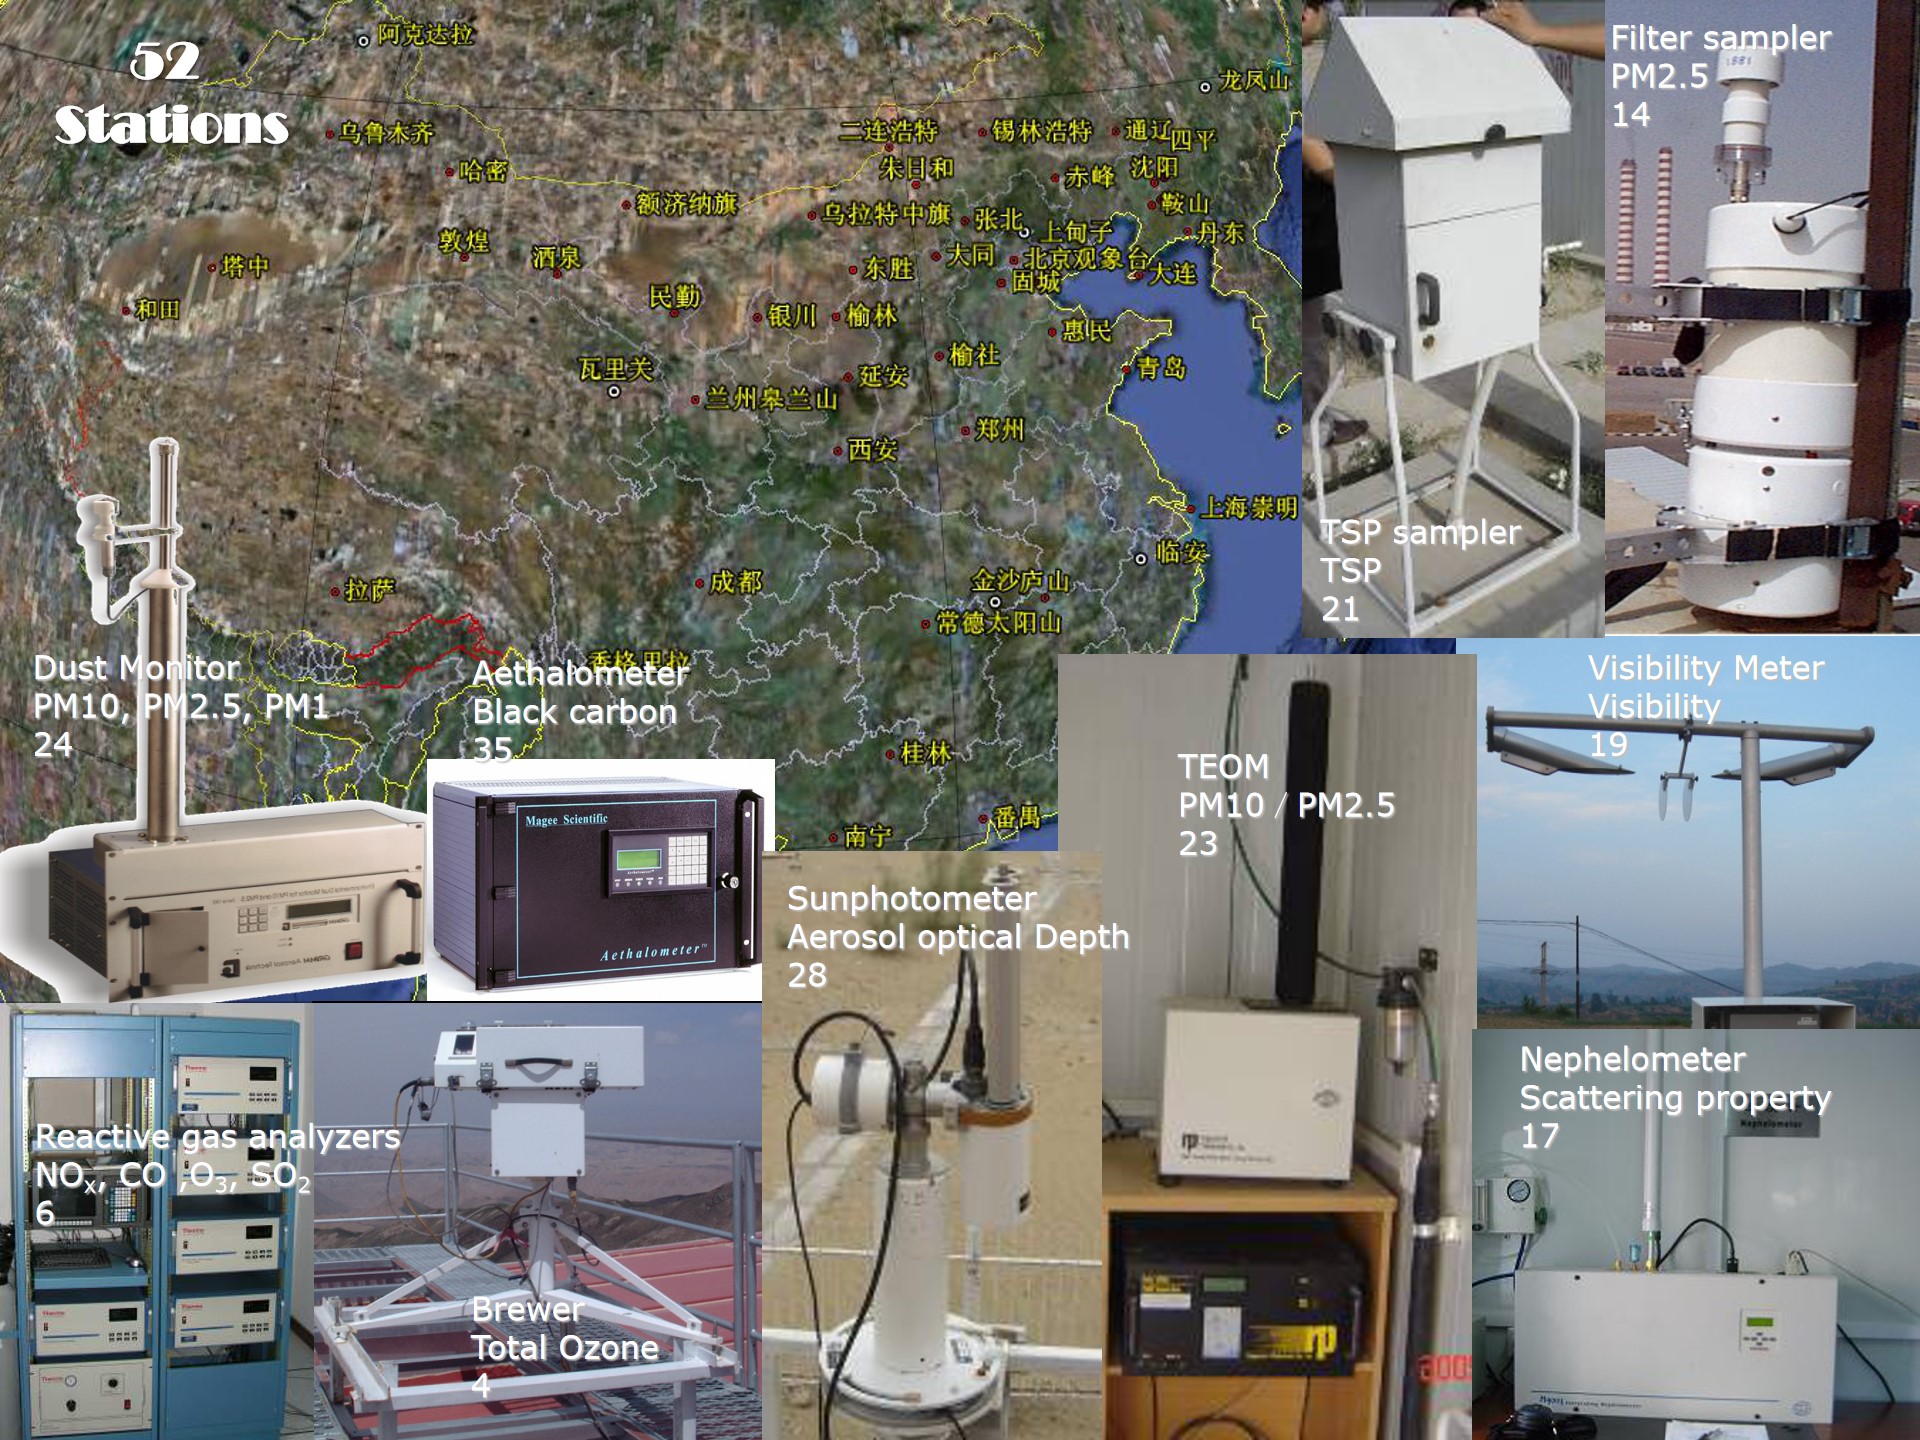 52
Stations
阿克达拉
龙凤山
乌鲁木齐
二连浩特
锡林浩特
通辽
四平
哈密
朱日和
赤峰
沈阳
额济纳旗
乌拉特中旗
张北
鞍山
上甸子
丹东
敦煌
酒泉
东胜
大同
北京观象台
大连
塔中
固城
和田
民勤
银川
榆林
惠民
瓦里关
延安
榆社
青岛
兰州皋兰山
郑州
西安
上海崇明
临安
拉萨
成都
金沙庐山
常德太阳山
香格里拉
桂林
番禺
南宁
Filter sampler
PM2.5
14
TSP sampler
TSP
21
Dust Monitor
PM10, PM2.5, PM1
24
Aethalometer
Black carbon
35
Magee Scientific
Aethalometer™
TEOM
PM10 / PM2.5
23
Visibility Meter
Visibility
19
Sunphotometer
Aerosol optical Depth
28
Reactive gas analyzers
NOx, CO ,O3, SO2
6
Thermo
Thermo
Thermo
Thermo
Brewer
Total Ozone
4
Nephelometer
Scattering property
17
Nephelometer